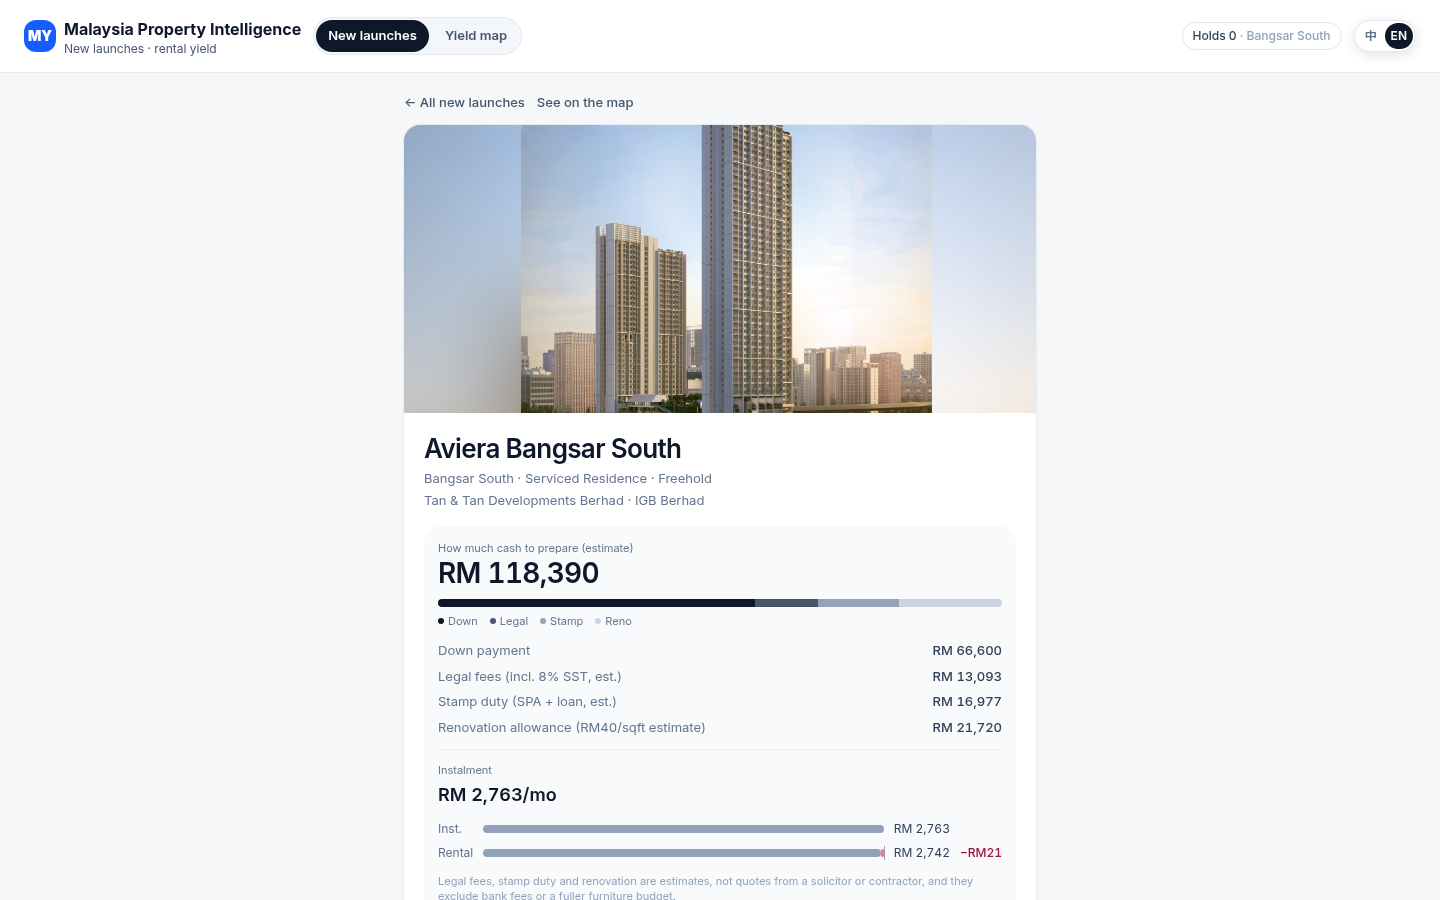 MY
Malaysia Property Intelligence
New launches · rental yield
New launches
Yield map
Holds 0 · Bangsar South
中
EN
← All new launches
See on the map
Aviera Bangsar South
Bangsar South · Serviced Residence · Freehold
Tan & Tan Developments Berhad · IGB Berhad
How much cash to prepare (estimate)
RM 118,390
Down Legal Stamp Reno
Down payment RM 66,600
Legal fees (incl. 8% SST, est.) RM 13,093
Stamp duty (SPA + loan, est.) RM 16,977
Renovation allowance (RM40/sqft estimate) RM 21,720
Instalment
RM 2,763/mo
Inst. RM 2,763
Rental RM 2,742 −RM21
Legal fees, stamp duty and renovation are estimates, not quotes from a solicitor or contractor, and they
exclude bank fees or a fuller furniture budget.